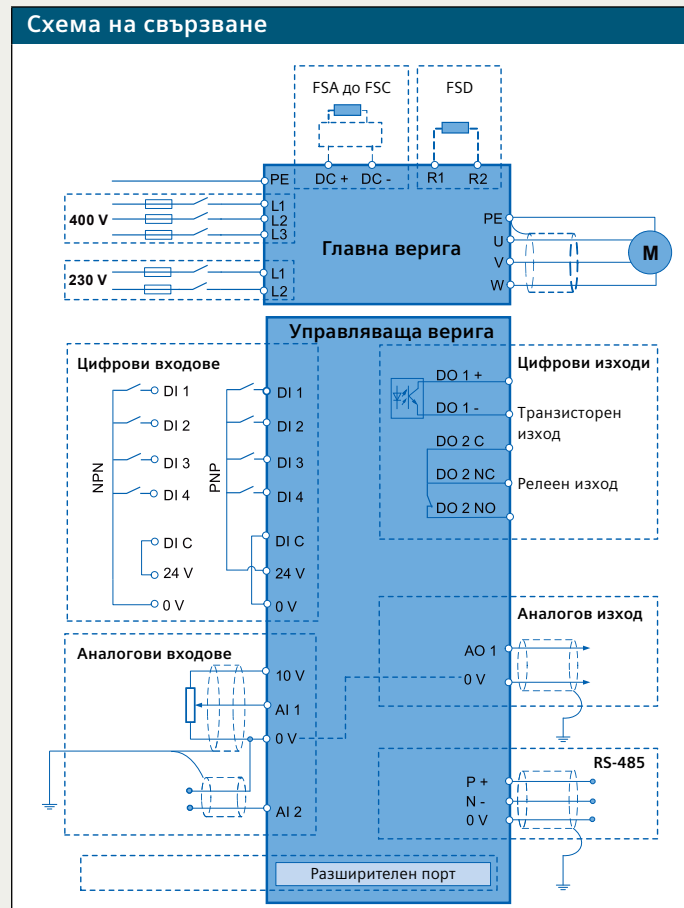 Схема на свързване
FSA до FSC
FSD
PE
DC +
DC -
R1
R2
400 V
L1
L2
L3
230 V
L1
L2
Главна верига
PE
U
V
W
M
Управляваща верига
Цифрови входове
NPN
DI 1
DI 2
DI 3
DI 4
DI C
24 V
0 V
PNP
DI 1
DI 2
DI 3
DI 4
DI C
24 V
0 V
Цифрови изходи
DO 1 +
DO 1 -
Транзисторен
изход
DO 2 C
DO 2 NC
Релеен изход
DO 2 NO
Аналогов изход
AO 1
0 V
Аналогови входове
10 V
AI 1
0 V
AI 2
RS-485
P +
N -
0 V
Разширителен порт